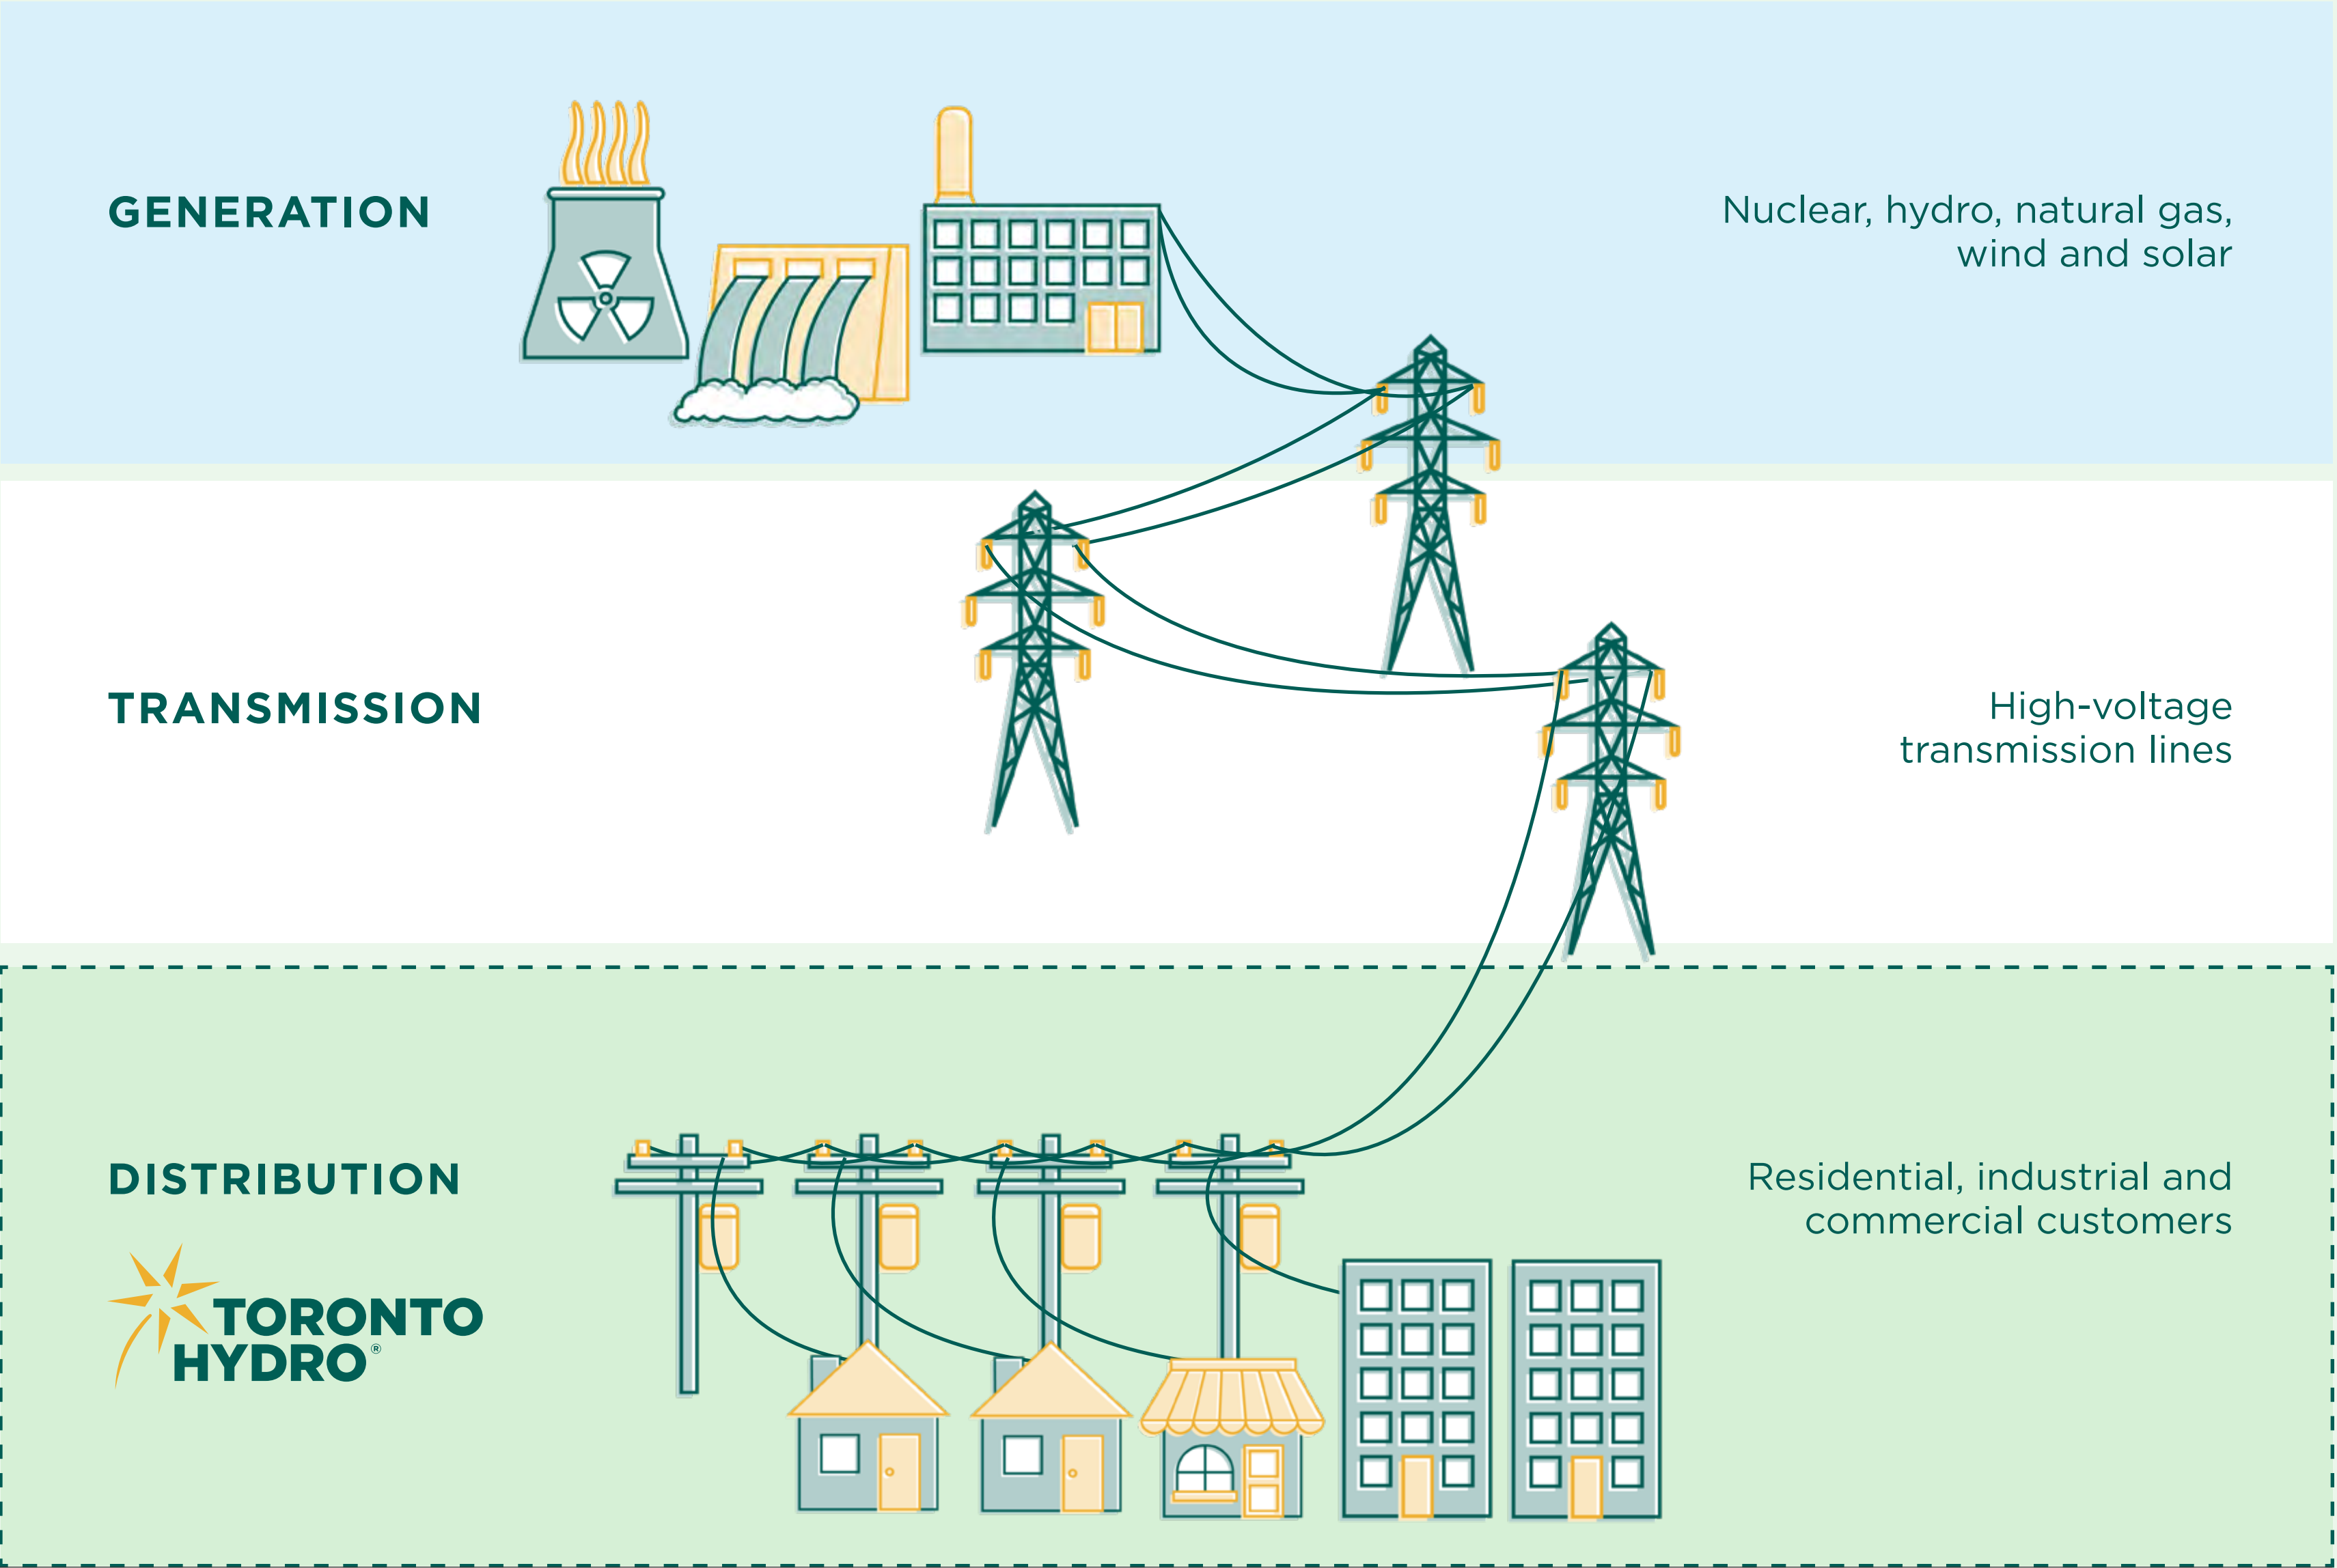 GENERATION
Nuclear, hydro, natural gas,
wind and solar
TRANSMISSION
High-voltage
transmission lines
DISTRIBUTION
Residential, industrial and
commercial customers
TORONTO
HYDRO®